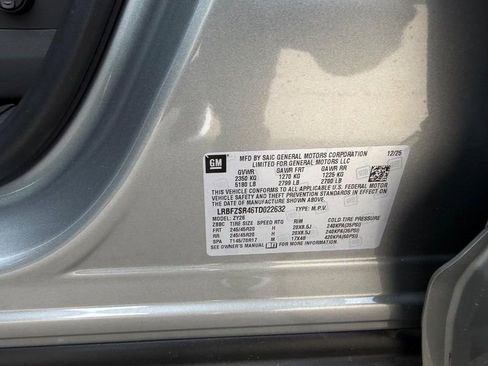 GM
MFD BY SAIC GENERAL MOTORS CORPORATION 12/25
LIMITED FOR GENERAL MOTORS LLC
GVWR GAWR FRT GAWR RR
2350 KG 1270 KG 1225 KG
5180 LB 2799 LB 2700 LB
THIS VEHICLE CONFORMS TO ALL APPLICABLE U.S. FEDERAL MOTOR
VEHICLE SAFETY AND THEFT PREVENTION STANDARDS IN EFFECT ON THE
DATE OF MANUFACTURE SHOWN ABOVE.
LRBFZSR46TD022632 TYPE: M.P.V.
MODEL: ZY26
TIRE SIZE SPEED RTG RIM COLD TIRE PRESSURE
FRT 245/45R20 H 20X8.5J 240KPA(35PSI)
RR 245/45R20 H 20X8.5J 240KPA(35PSI)
SPA T145/70R17 M 17X4B 420KPA(60PSI)
SEE OWNER'S MANUAL FOR MORE INFORMATION.